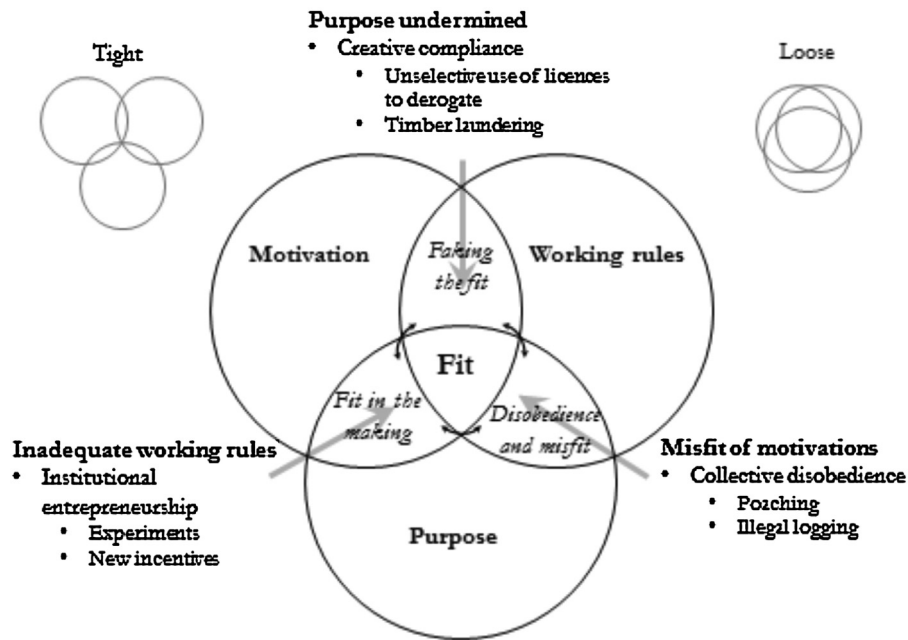 Purpose undermined
• Creative compliance
• Unselective use of licences
to derogate
• Timber laundering
Tight
Loose
Motivation
Faking
the fit
Working rules
Fit
Fit in the
making
Disobedience
and misfit
Inadequate working rules
• Institutional
entrepreneurship
• Experiments
• New incentives
Misfit of motivations
• Collective disobedience
• Poaching
• Illegal logging
Purpose